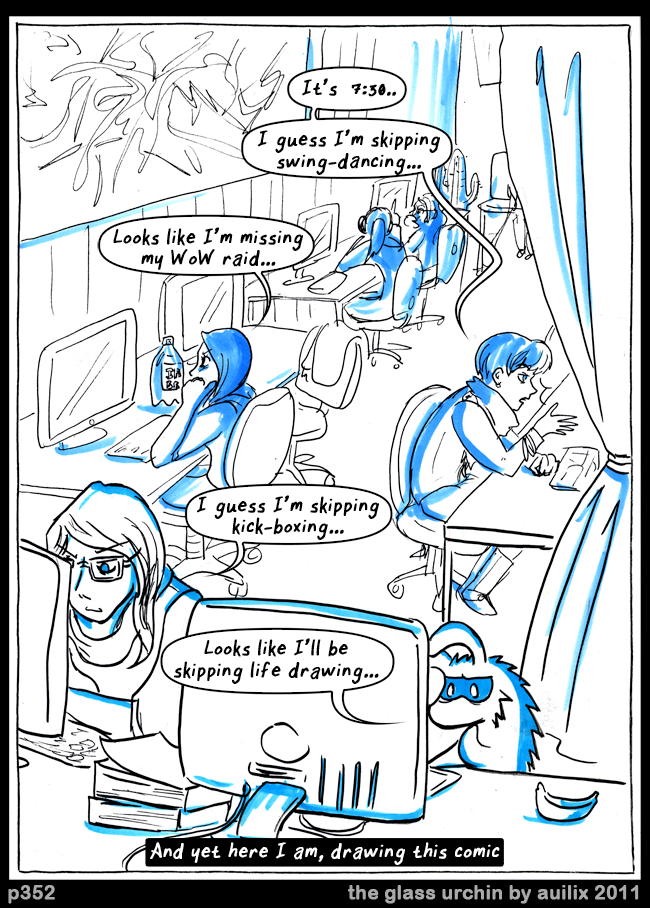 It's 7:30..
I guess I'm skipping
swing-dancing...
Looks like I'm missing
my WoW raid...
I guess I'm skipping
kick-boxing...
Looks like I'll be
skipping life drawing...
And yet here I am, drawing this comic
p352
the glass urchin by auilix 2011